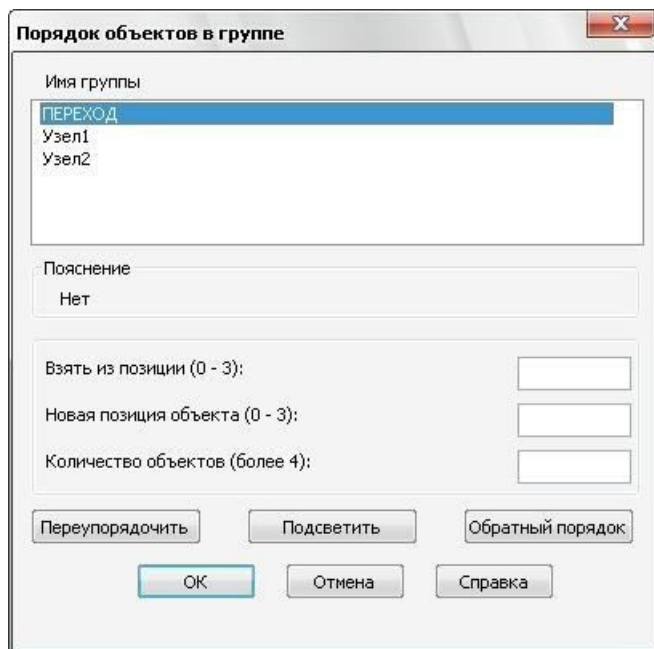 Порядок объектов в группе
Имя группы
ПЕРЕХОД
Узел1
Узел2
Пояснение
Нет
Взять из позиции (0 - 3):
Новая позиция объекта (0 - 3):
Количество объектов (более 4):
Переупорядочить Подсветить Обратный порядок
ОК Отмена Справка